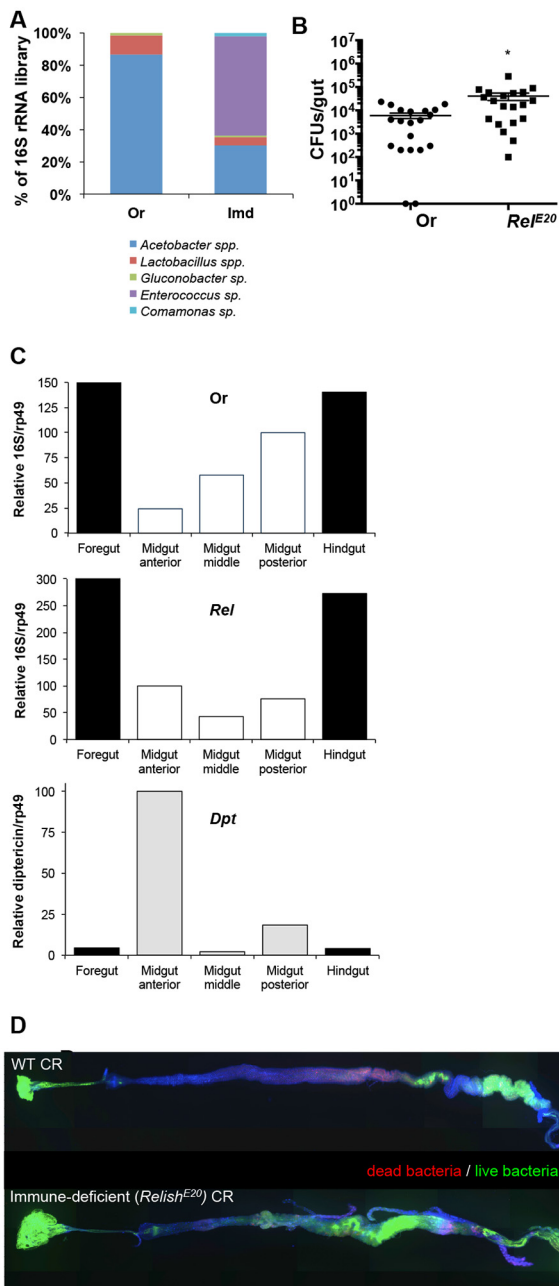 A
% of 16S rRNA library
100%
80%
60%
40%
20%
0%
Or
Imd
Acetobacter spp.
Lactobacillus spp.
Gluconobacter sp.
Enterococcus sp.
Comamonas sp.
B
CFUs/gut
10⁷
10⁶
10⁵
10⁴
10³
10²
10¹
10⁰
*
Or
Relᴱ²⁰
C
Or
Relative 16S/rp49
150
125
100
75
50
25
0
Foregut
Midgut anterior
Midgut middle
Midgut posterior
Hindgut
Rel
Relative 16S/rp49
300
250
200
150
100
50
0
Foregut
Midgut anterior
Midgut middle
Midgut posterior
Hindgut
Dpt
Relative diptericin/rp49
100
75
50
25
0
Foregut
Midgut anterior
Midgut middle
Midgut posterior
Hindgut
D
WT CR
dead bacteria / live bacteria
Immune-deficient (Relishᴱ²⁰) CR